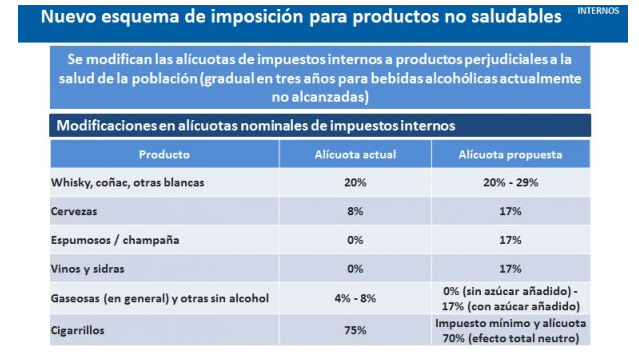 Nuevo esquema de imposición para productos no saludables
INTERNOS
Se modifican las alícuotas de impuestos internos a productos perjudiciales a la
salud de la población (gradual en tres años para bebidas alcohólicas actualmente
no alcanzadas)
Modificaciones en alícuotas nominales de impuestos internos
Producto Alícuota actual Alícuota propuesta
Whisky, coñac, otras blancas 20% 20% - 29%
Cervezas 8% 17%
Espumosos / champaña 0% 17%
Vinos y sidras 0% 17%
Gaseosas (en general) y otras sin alcohol 4% - 8% 0% (sin azúcar añadido) -
17% (con azúcar añadido)
Cigarrillos 75% Impuesto mínimo y alícuota
70% (efecto total neutro)